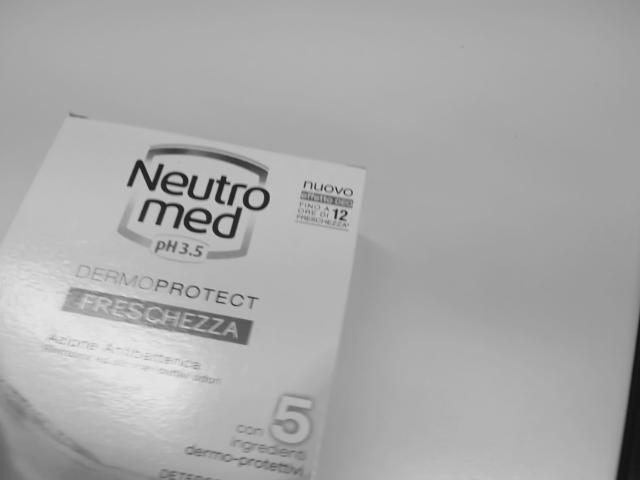 Neutro
med
pH 3.5
nuovo
effetto DEO
FINO A
ORE DI 12
FRESCHEZZA*
DERMOPROTECT
FRESCHEZZA
Azione Antibatterica
con 5
ingredienti
dermo-protettivi